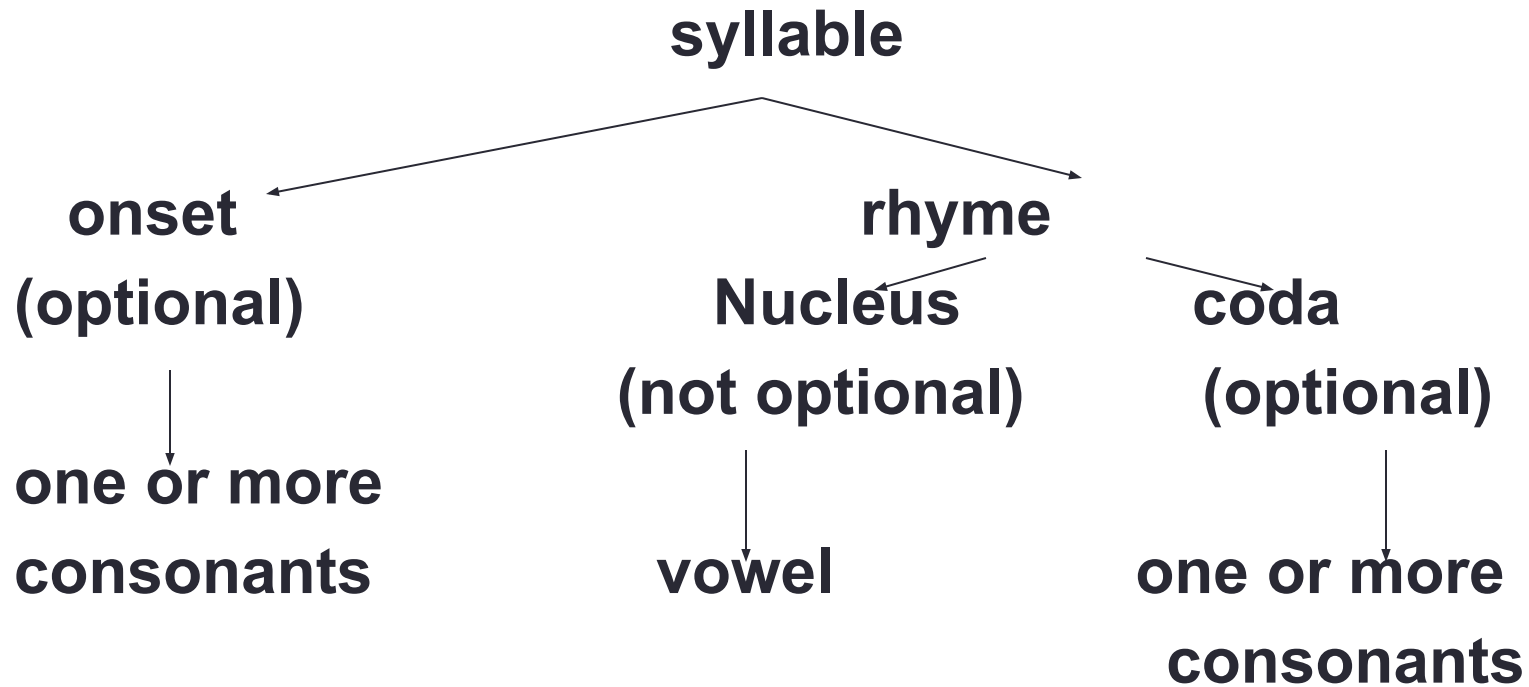 syllable
onset rhyme
(optional) Nucleus coda
(not optional) (optional)
one or more
consonants vowel one or more
consonants